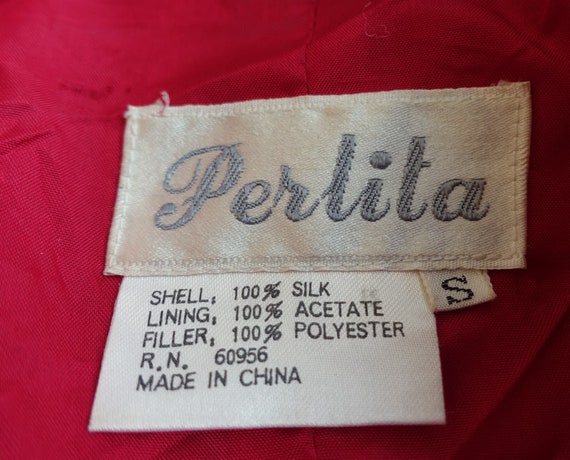 Perlita
S
SHELL; 100% SILK
LINING; 100% ACETATE
FILLER; 100% POLYESTER
R.N. 60956
MADE IN CHINA